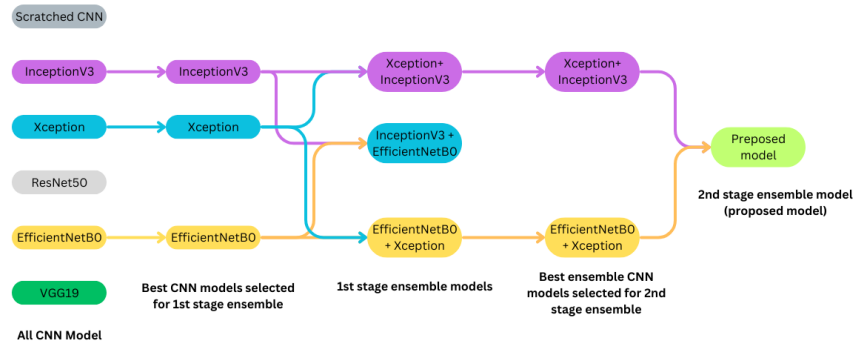 Scratched CNN
InceptionV3
Xception
ResNet50
EfficientNetB0
VGG19
All CNN Model
InceptionV3
Xception
EfficientNetB0
Best CNN models selected
for 1st stage ensemble
Xception+
InceptionV3
InceptionV3 +
EfficientNetB0
EfficientNetB0
+ Xception
1st stage ensemble models
Xception+
InceptionV3
EfficientNetB0
+ Xception
Best ensemble CNN
models selected for 2nd
stage ensemble
Preposed
model
2nd stage ensemble model
(proposed model)